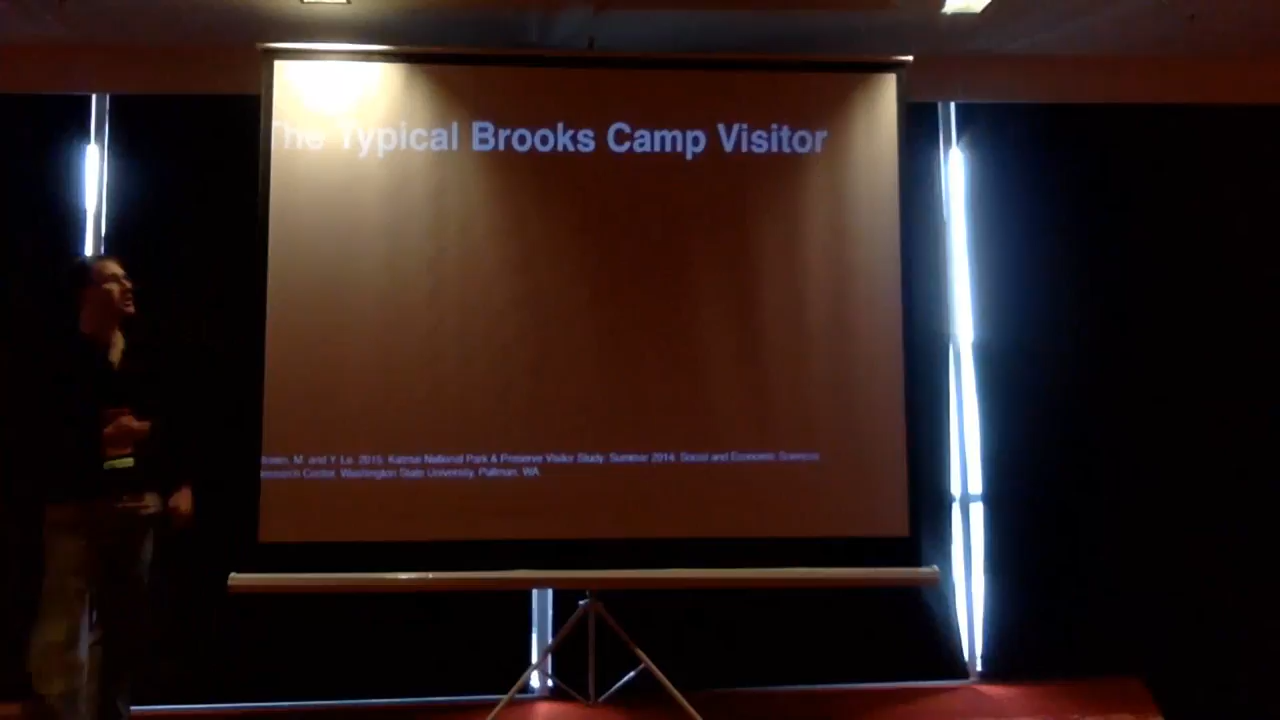 The Typical Brooks Camp Visitor
M. and Y. Le. 2015. Katmai National Park & Preserve Visitor Study: Summer 2014. Social and Economic Sciences
Research Center, Washington State University, Pullman, WA